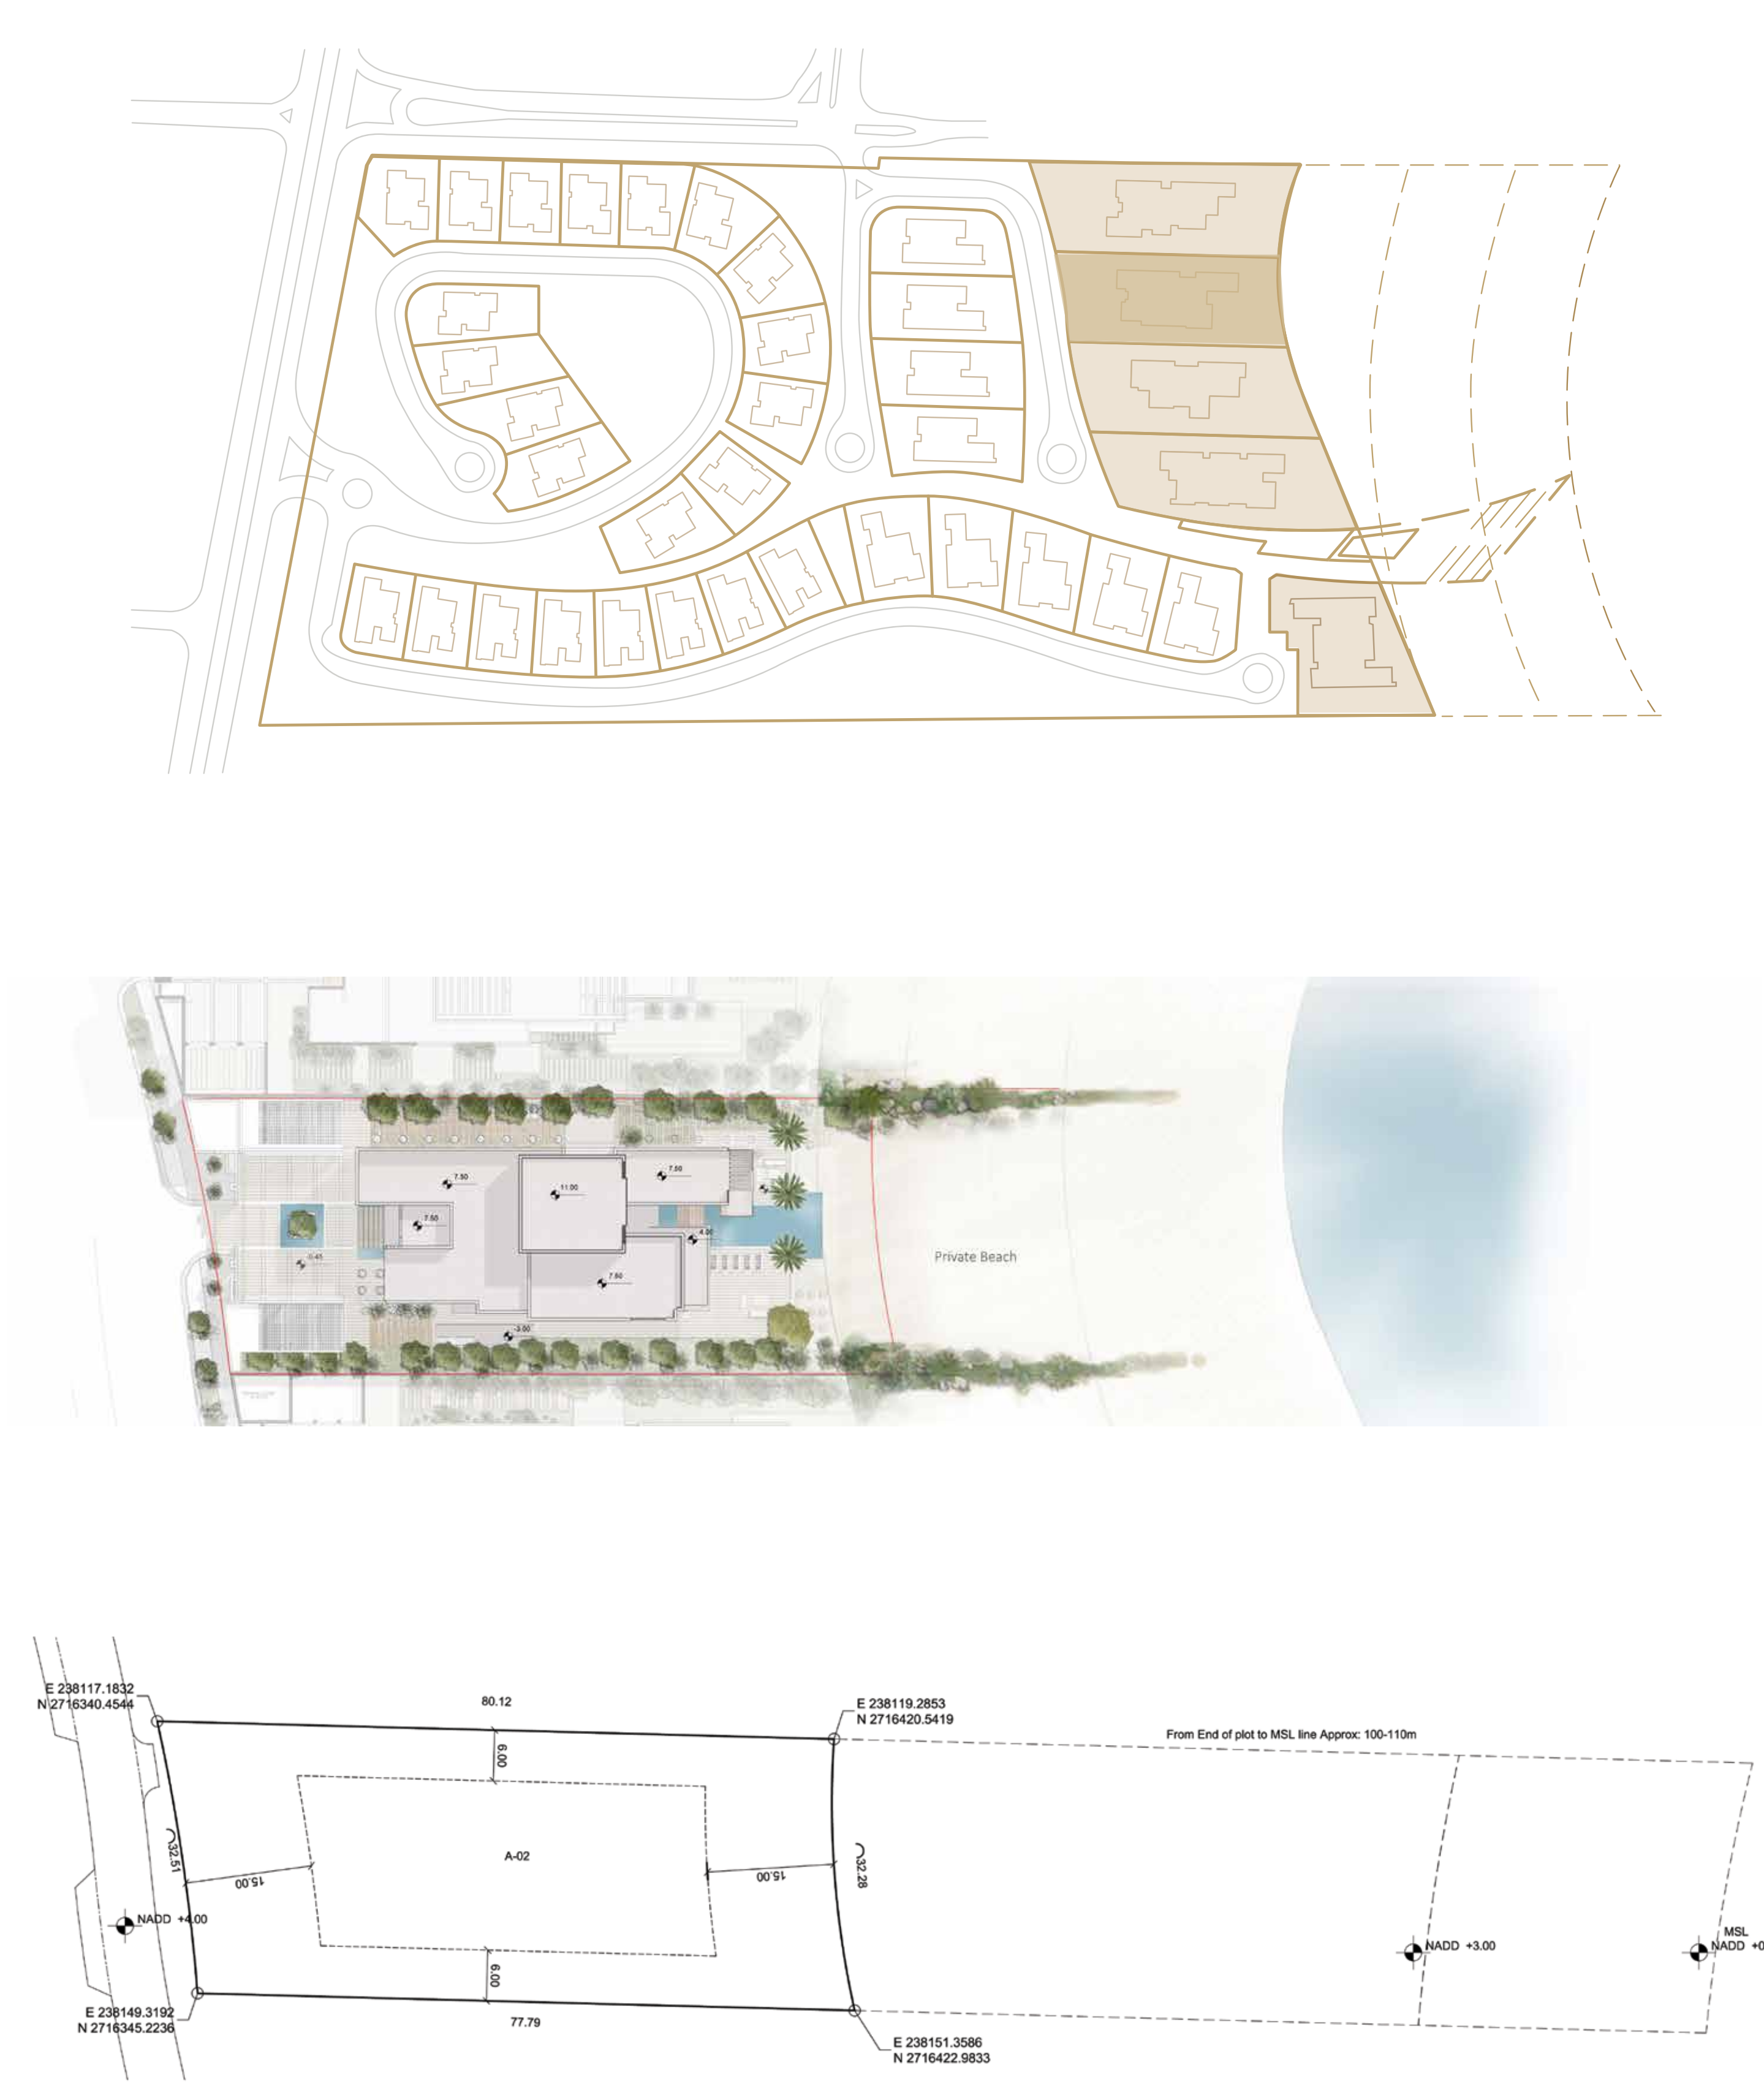 7.50
11.00
7.50
7.50
4.00
-0.45
7.50
-3.00
Private Beach
E 238117.1832
N 2716340.4544
80.12
E 238119.2853
N 2716420.5419
From End of plot to MSL line Approx: 100-110m
6.00
32.51
15.00
A-02
15.00
32.28
NADD +4.00
NADD +3.00
MSL
NADD +0
6.00
E 238149.3192
N 2716345.2236
77.79
E 238151.3586
N 2716422.9833